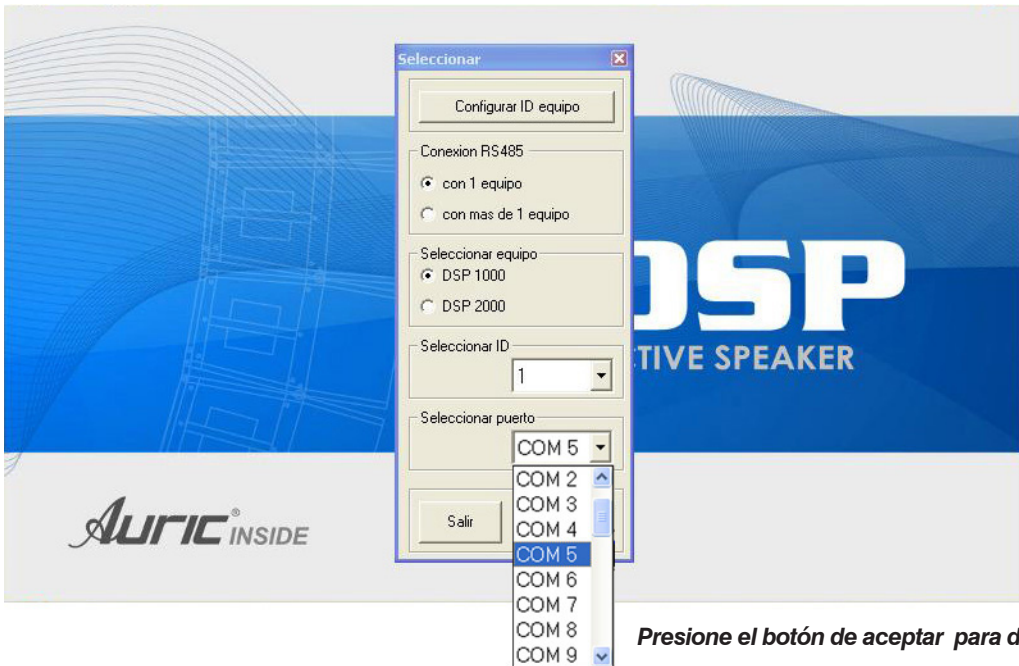 Seleccionar
Configurar ID equipo
Conexion RS485
con 1 equipo
con mas de 1 equipo
Seleccionar equipo
DSP 1000
DSP 2000
Seleccionar ID
1
Seleccionar puerto
COM 5
COM 2
COM 3
COM 4
COM 5
COM 6
COM 7
COM 8
COM 9
Salir
DSP
TIVE SPEAKER
AURIC® INSIDE
Presione el botón de aceptar para d